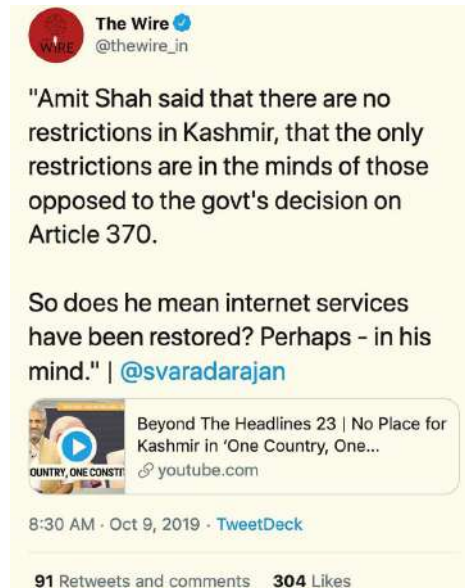 The Wire
@thewire_in
WIRE
"Amit Shah said that there are no
restrictions in Kashmir, that the only
restrictions are in the minds of those
opposed to the govt's decision on
Article 370.
So does he mean internet services
have been restored? Perhaps - in his
mind." | @svaradarajan
Beyond The Headlines 23 | No Place for
Kashmir in 'One Country, One...
OUNTRY, ONE CONSTIT
youtube.com
8:30 AM · Oct 9, 2019 · TweetDeck
91 Retweets and comments 304 Likes